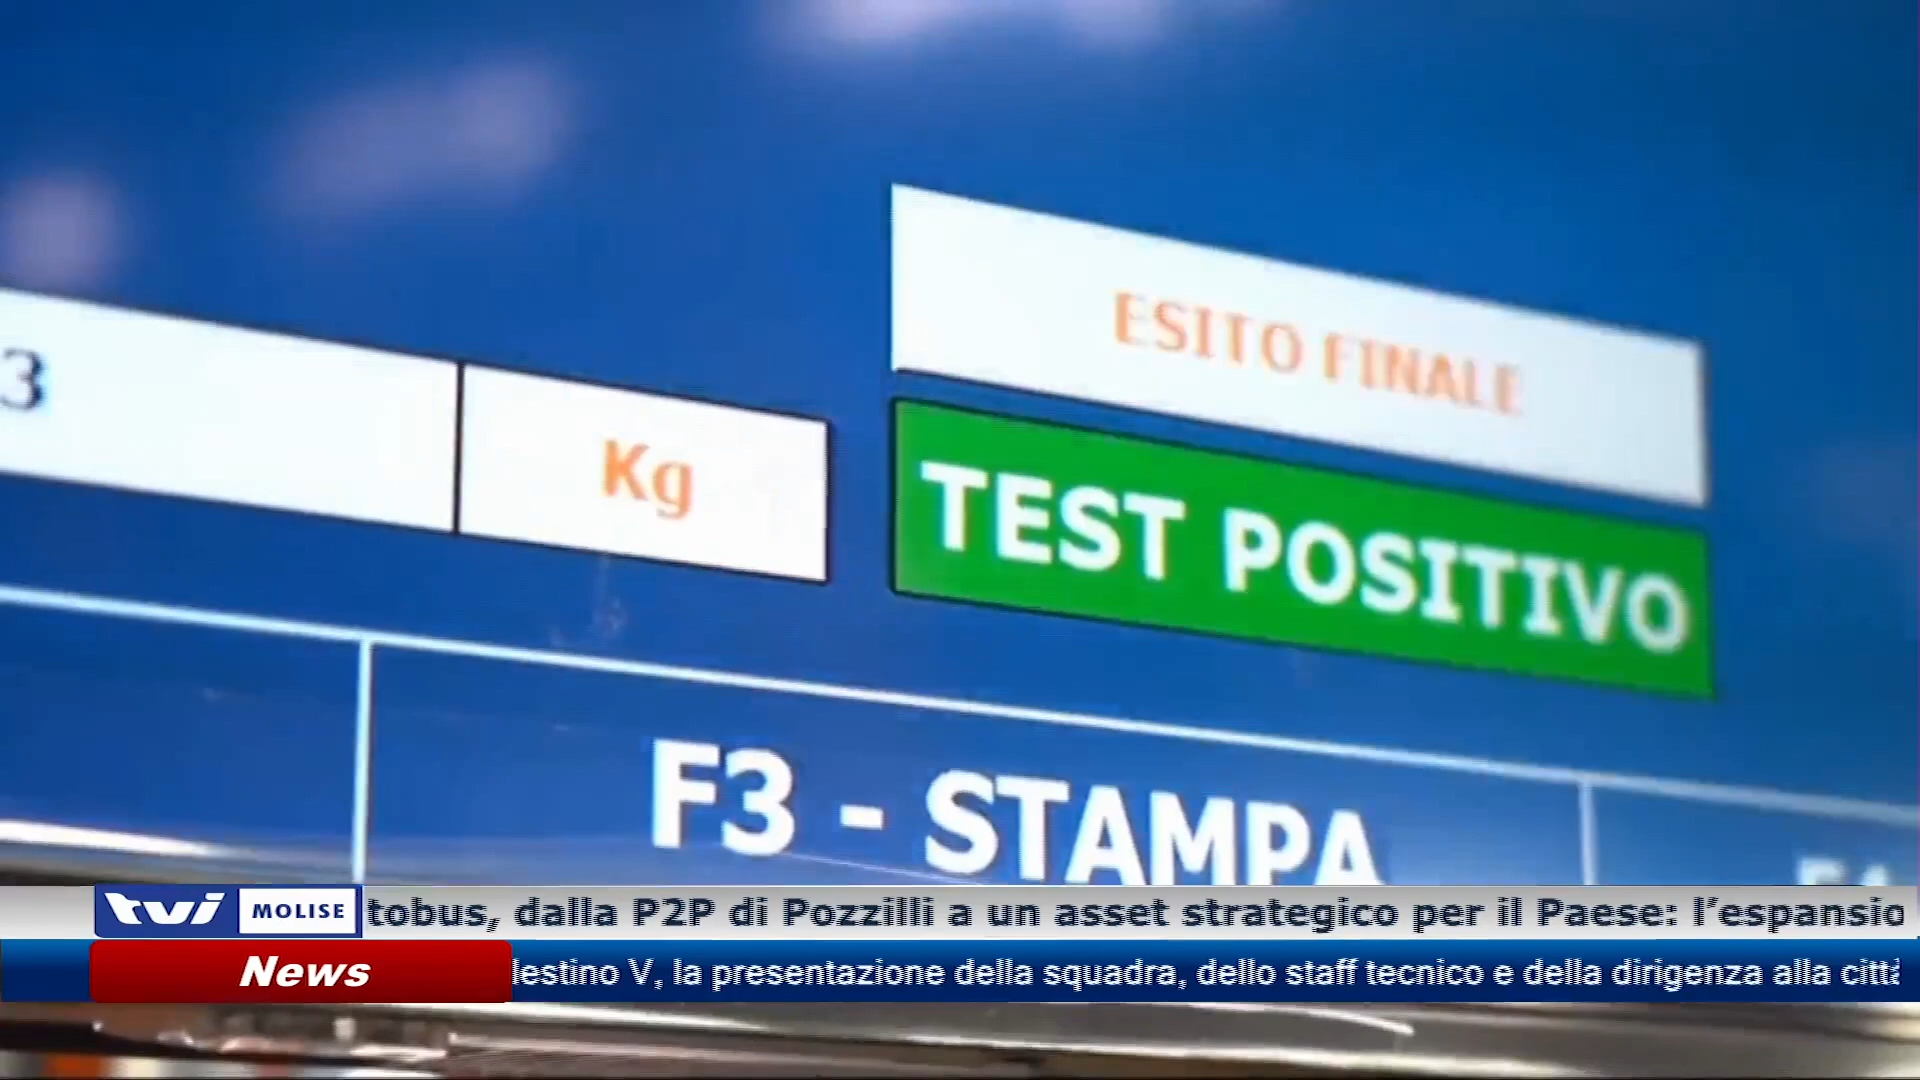 ESITO FINALE
3
Kg
TEST POSITIVO
F3 - STAMPA
tvi MOLISE
tobus, dalla P2P di Pozzilli a un asset strategico per il Paese: l’espansio
News
lestino V, la presentazione della squadra, dello staff tecnico e della dirigenza alla città